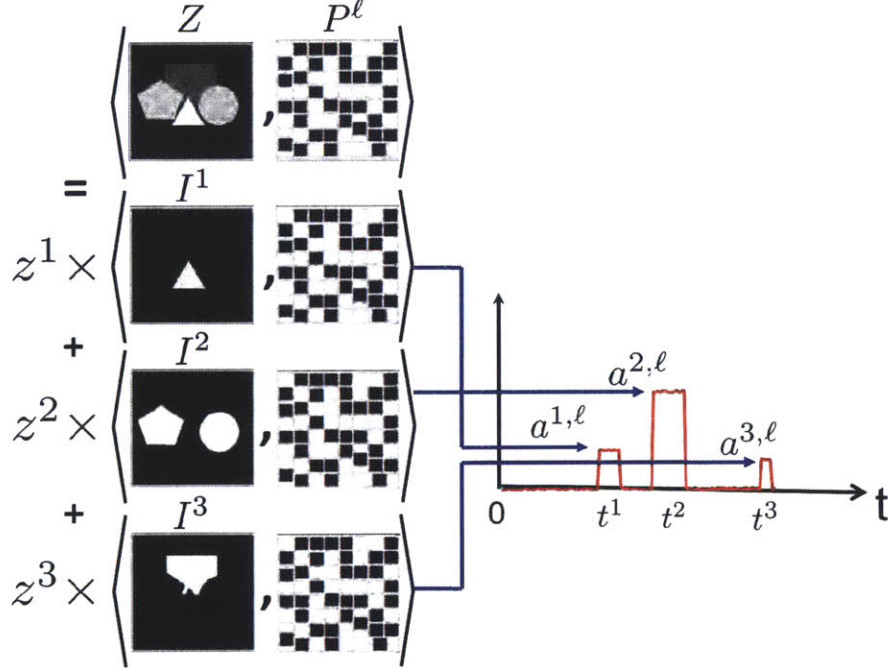 Z P^ℓ
,
=
I^1
z^1 × ,
+
I^2
z^2 × ,
+
I^3
z^3 × ,
a^{2,ℓ}
a^{1,ℓ}
a^{3,ℓ}
0 t^1 t^2 t^3 t